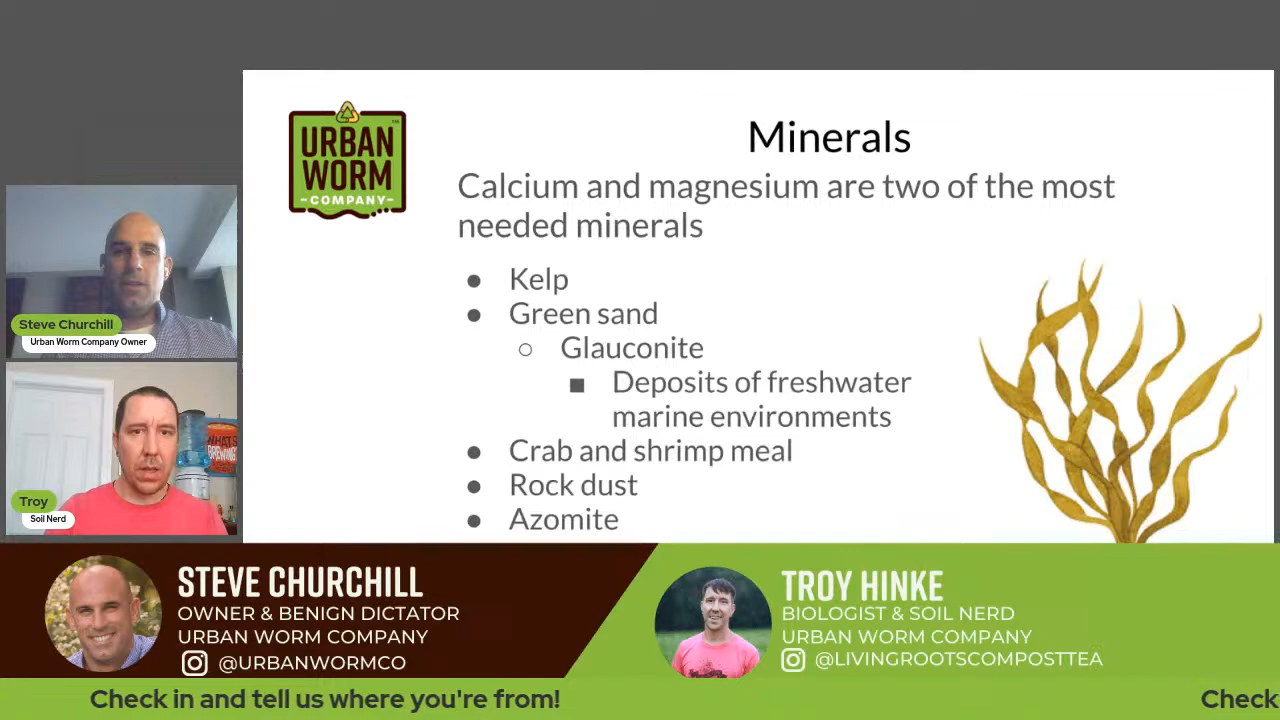 URBAN
WORM
-COMPANY-
™
Minerals
Calcium and magnesium are two of the most
needed minerals
● Kelp
● Green sand
○ Glauconite
■ Deposits of freshwater
marine environments
● Crab and shrimp meal
● Rock dust
● Azomite
Steve Churchill
Urban Worm Company Owner
WHAT'S
BREWING
Troy
Soil Nerd
STEVE CHURCHILL
OWNER & BENIGN DICTATOR
URBAN WORM COMPANY
@URBANWORMCO
TROY HINKE
BIOLOGIST & SOIL NERD
URBAN WORM COMPANY
@LIVINGROOTSCOMPOSTTEA
Check in and tell us where you're from!
Check